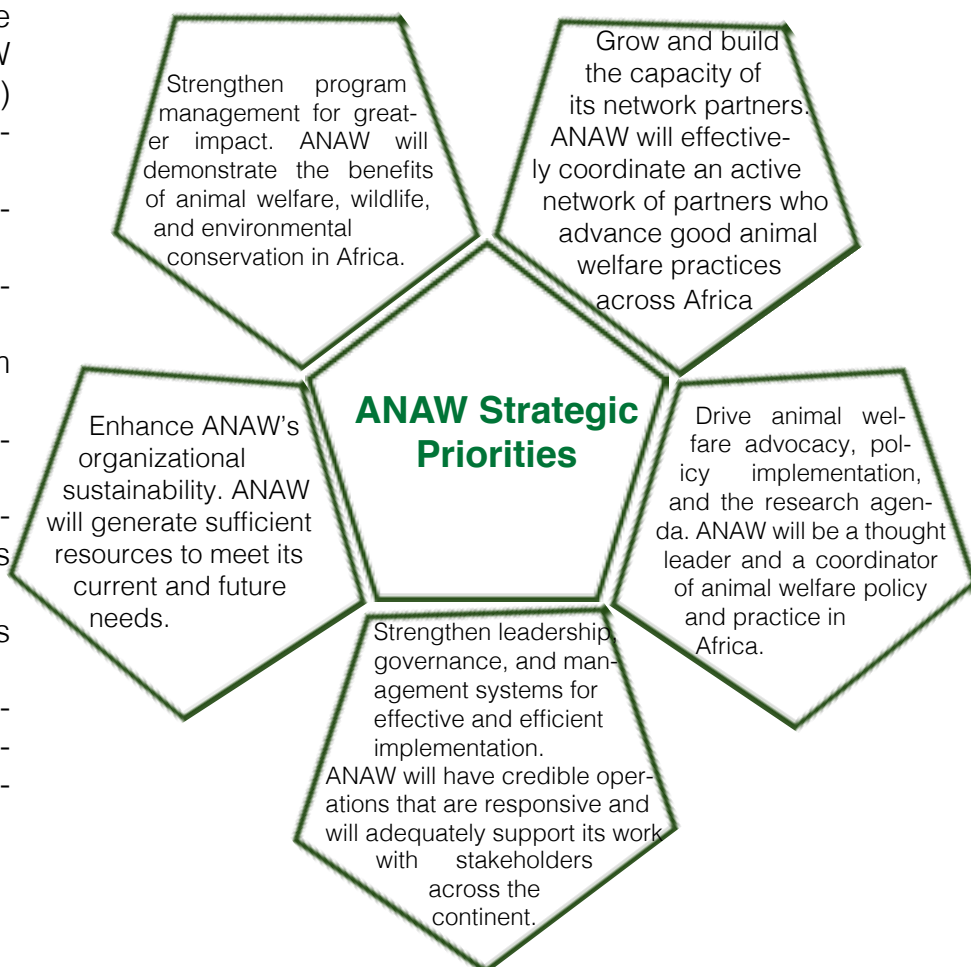 e
W
)
-
-
-
n
-
-
s
s
-
-
-
Strengthen program
management for great-
er impact. ANAW will
demonstrate the benefits
of animal welfare, wildlife,
and environmental
conservation in Africa.
Grow and build
the capacity of
its network partners.
ANAW will effective-
ly coordinate an active
network of partners who
advance good animal
welfare practices
across Africa
ANAW Strategic
Priorities
Enhance ANAW’s
organizational
sustainability. ANAW
will generate sufficient
resources to meet its
current and future
needs.
Drive animal wel-
fare advocacy, pol-
icy implementation,
and the research agen-
da. ANAW will be a thought
leader and a coordinator
of animal welfare policy
and practice in
Africa.
Strengthen leadership,
governance, and man-
agement systems for
effective and efficient
implementation.
ANAW will have credible oper-
ations that are responsive and
will adequately support its work
with stakeholders
across the
continent.